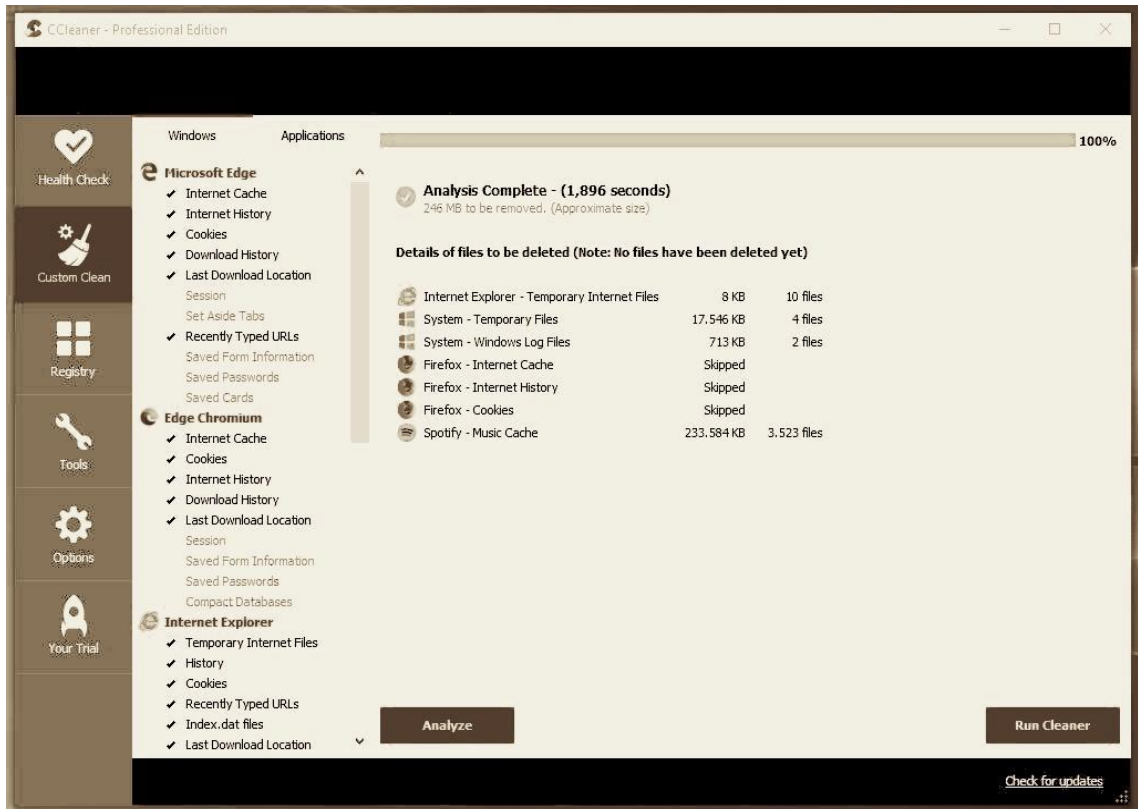 CCleaner - Professional Edition
Health Check
Custom Clean
Registry
Tools
Options
Your Trial
Windows Applications
Microsoft Edge
Internet Cache
Internet History
Cookies
Download History
Last Download Location
Session
Set Aside Tabs
Recently Typed URLs
Saved Form Information
Saved Passwords
Saved Cards
Edge Chromium
Internet Cache
Cookies
Internet History
Download History
Last Download Location
Session
Saved Form Information
Saved Passwords
Compact Databases
Internet Explorer
Temporary Internet Files
History
Cookies
Recently Typed URLs
Index.dat files
Last Download Location
100%
Analysis Complete - (1,896 seconds)
246 MB to be removed. (Approximate size)
Details of files to be deleted (Note: No files have been deleted yet)
Internet Explorer - Temporary Internet Files 8 KB 10 files
System - Temporary Files 17.546 KB 4 files
System - Windows Log Files 713 KB 2 files
Firefox - Internet Cache Skipped
Firefox - Internet History Skipped
Firefox - Cookies Skipped
Spotify - Music Cache 233.584 KB 3.523 files
Analyze
Run Cleaner
Check for updates